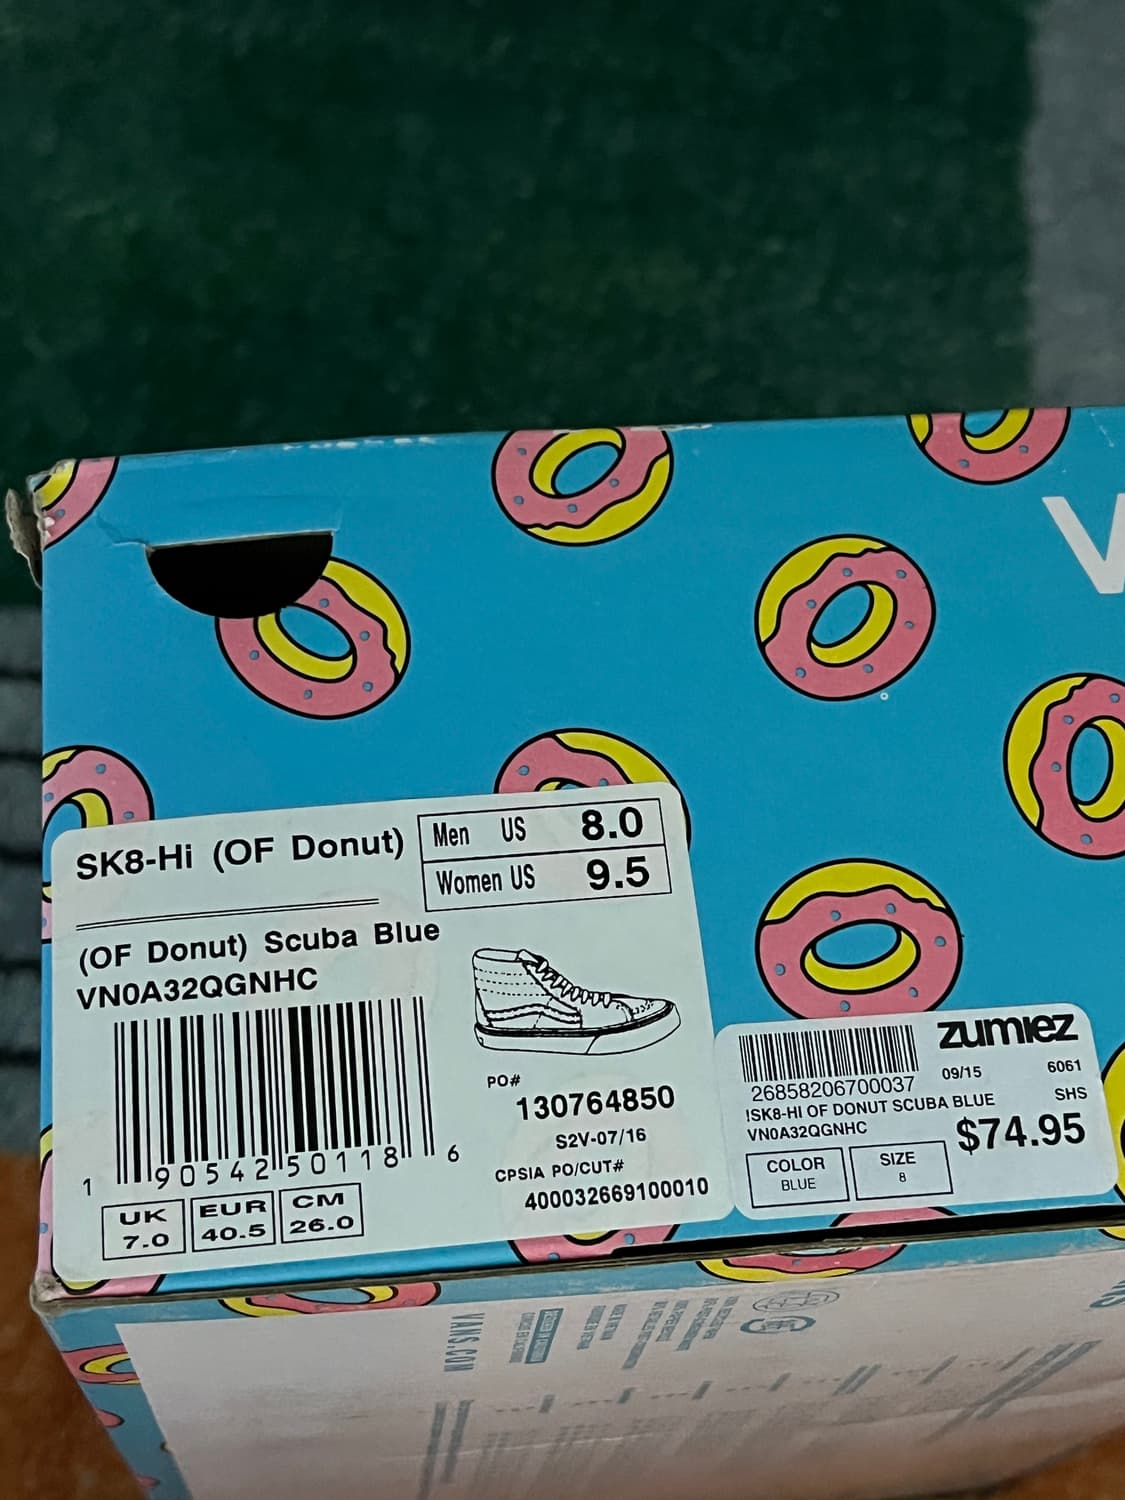 V
SK8-Hi (OF Donut)
Men US 8.0
Women US 9.5
(OF Donut) Scuba Blue
VN0A32QGNHC
1 90542 50118 6
UK
7.0
EUR
40.5
CM
26.0
PO#
130764850
S2V-07/16
CPSIA PO/CUT#
400032669100010
zumiez
26858206700037 09/15 6061
!SK8-HI OF DONUT SCUBA BLUE SHS
VN0A32QGNHC $74.95
COLOR
BLUE
SIZE
8
VANS.COM